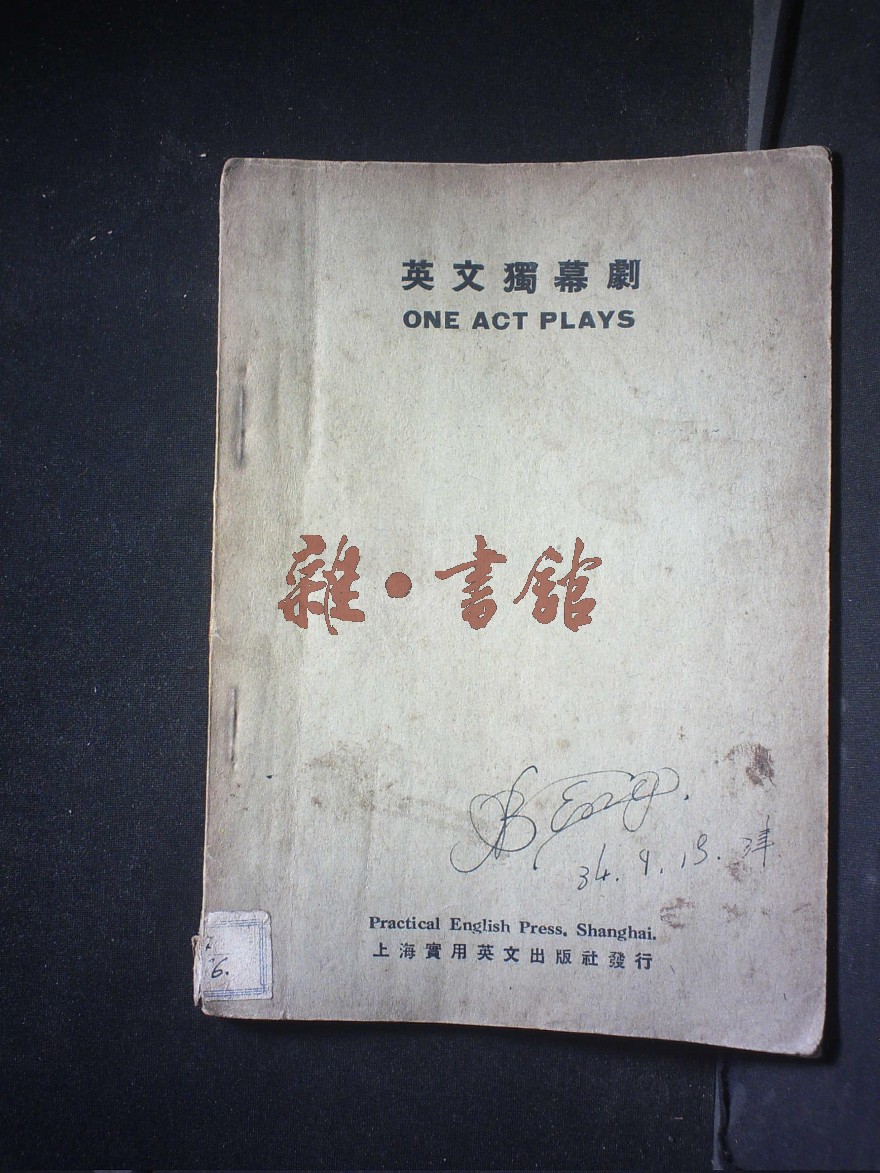 英文獨幕劇
ONE ACT PLAYS
雜·書館
34.9.13.
Practical English Press, Shanghai.
上海實用英文出版社發行
6.